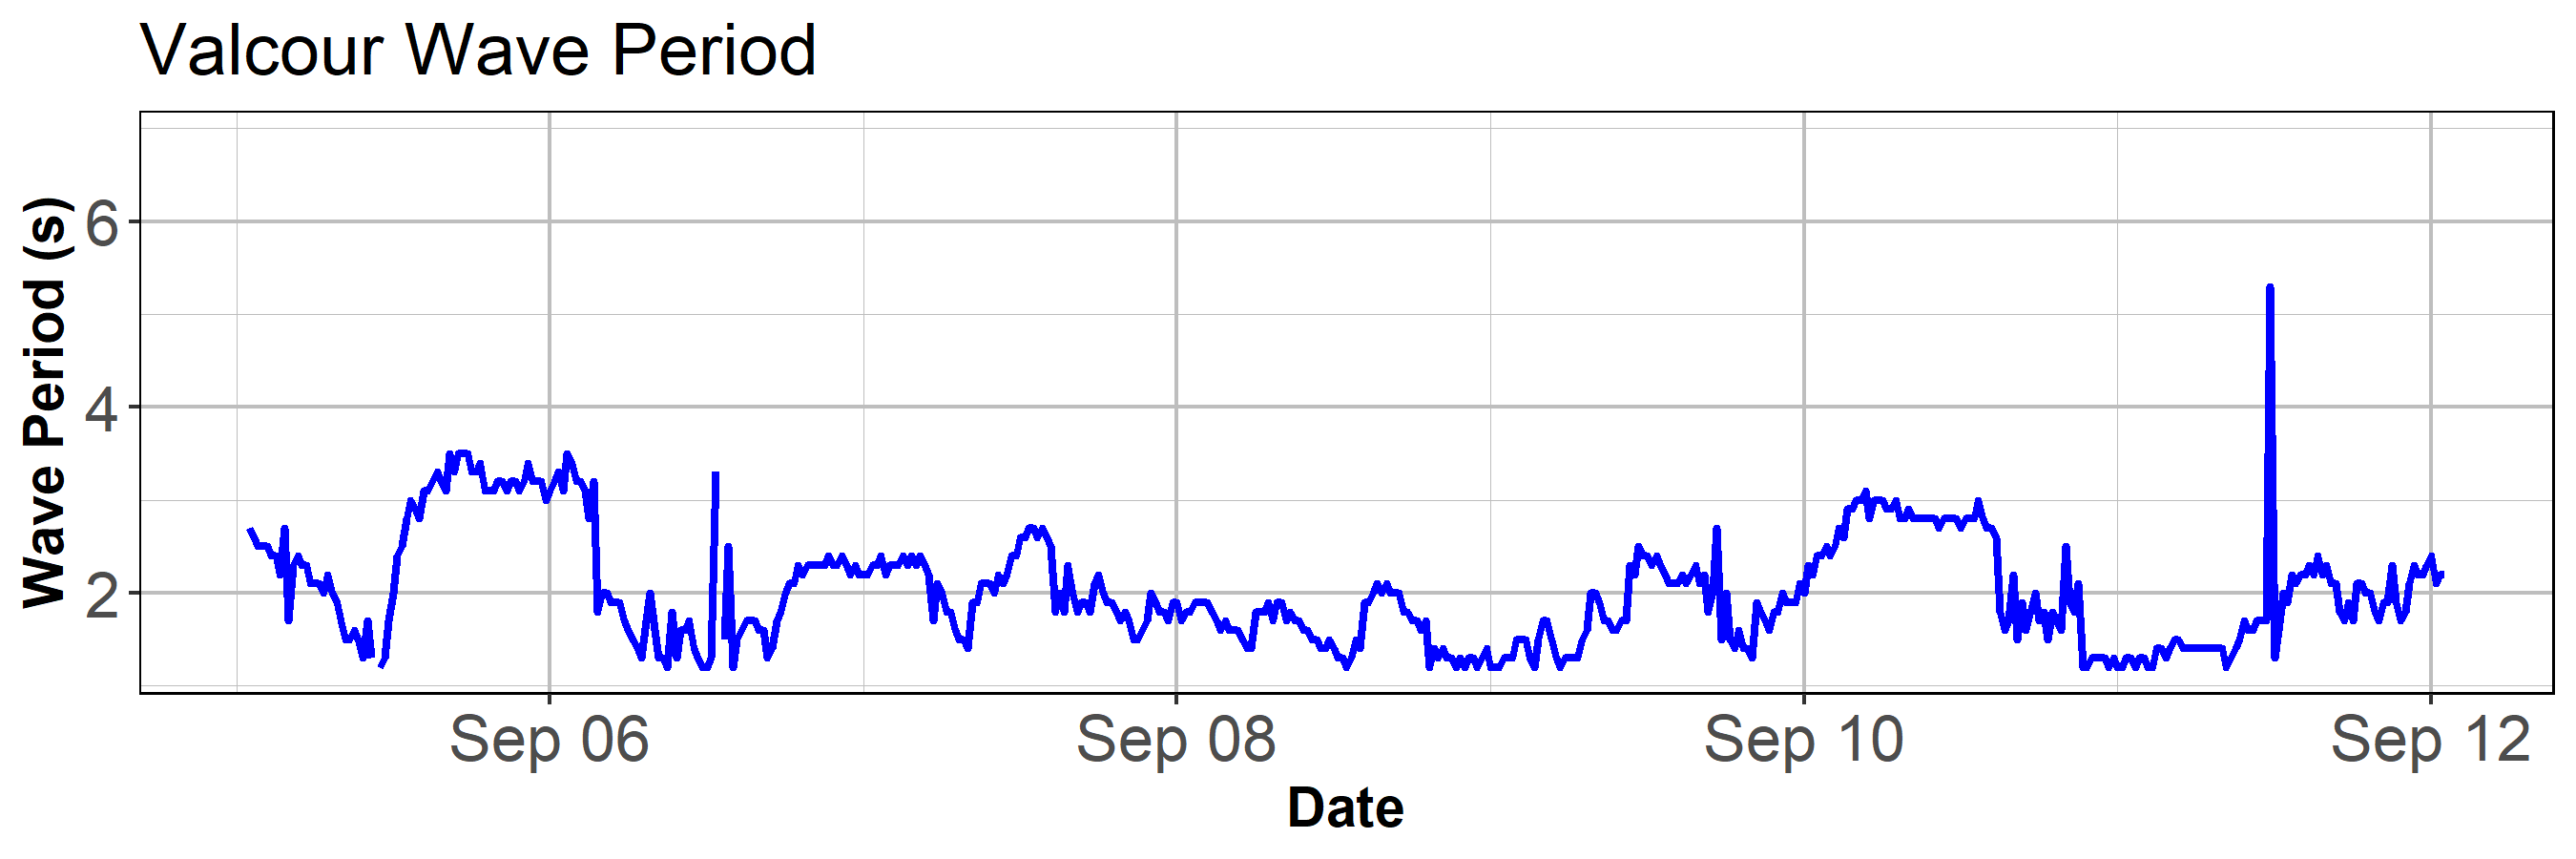 Valcour Wave Period
Wave Period (s)
6
4
2
Sep 06
Sep 08
Sep 10
Sep 12
Date